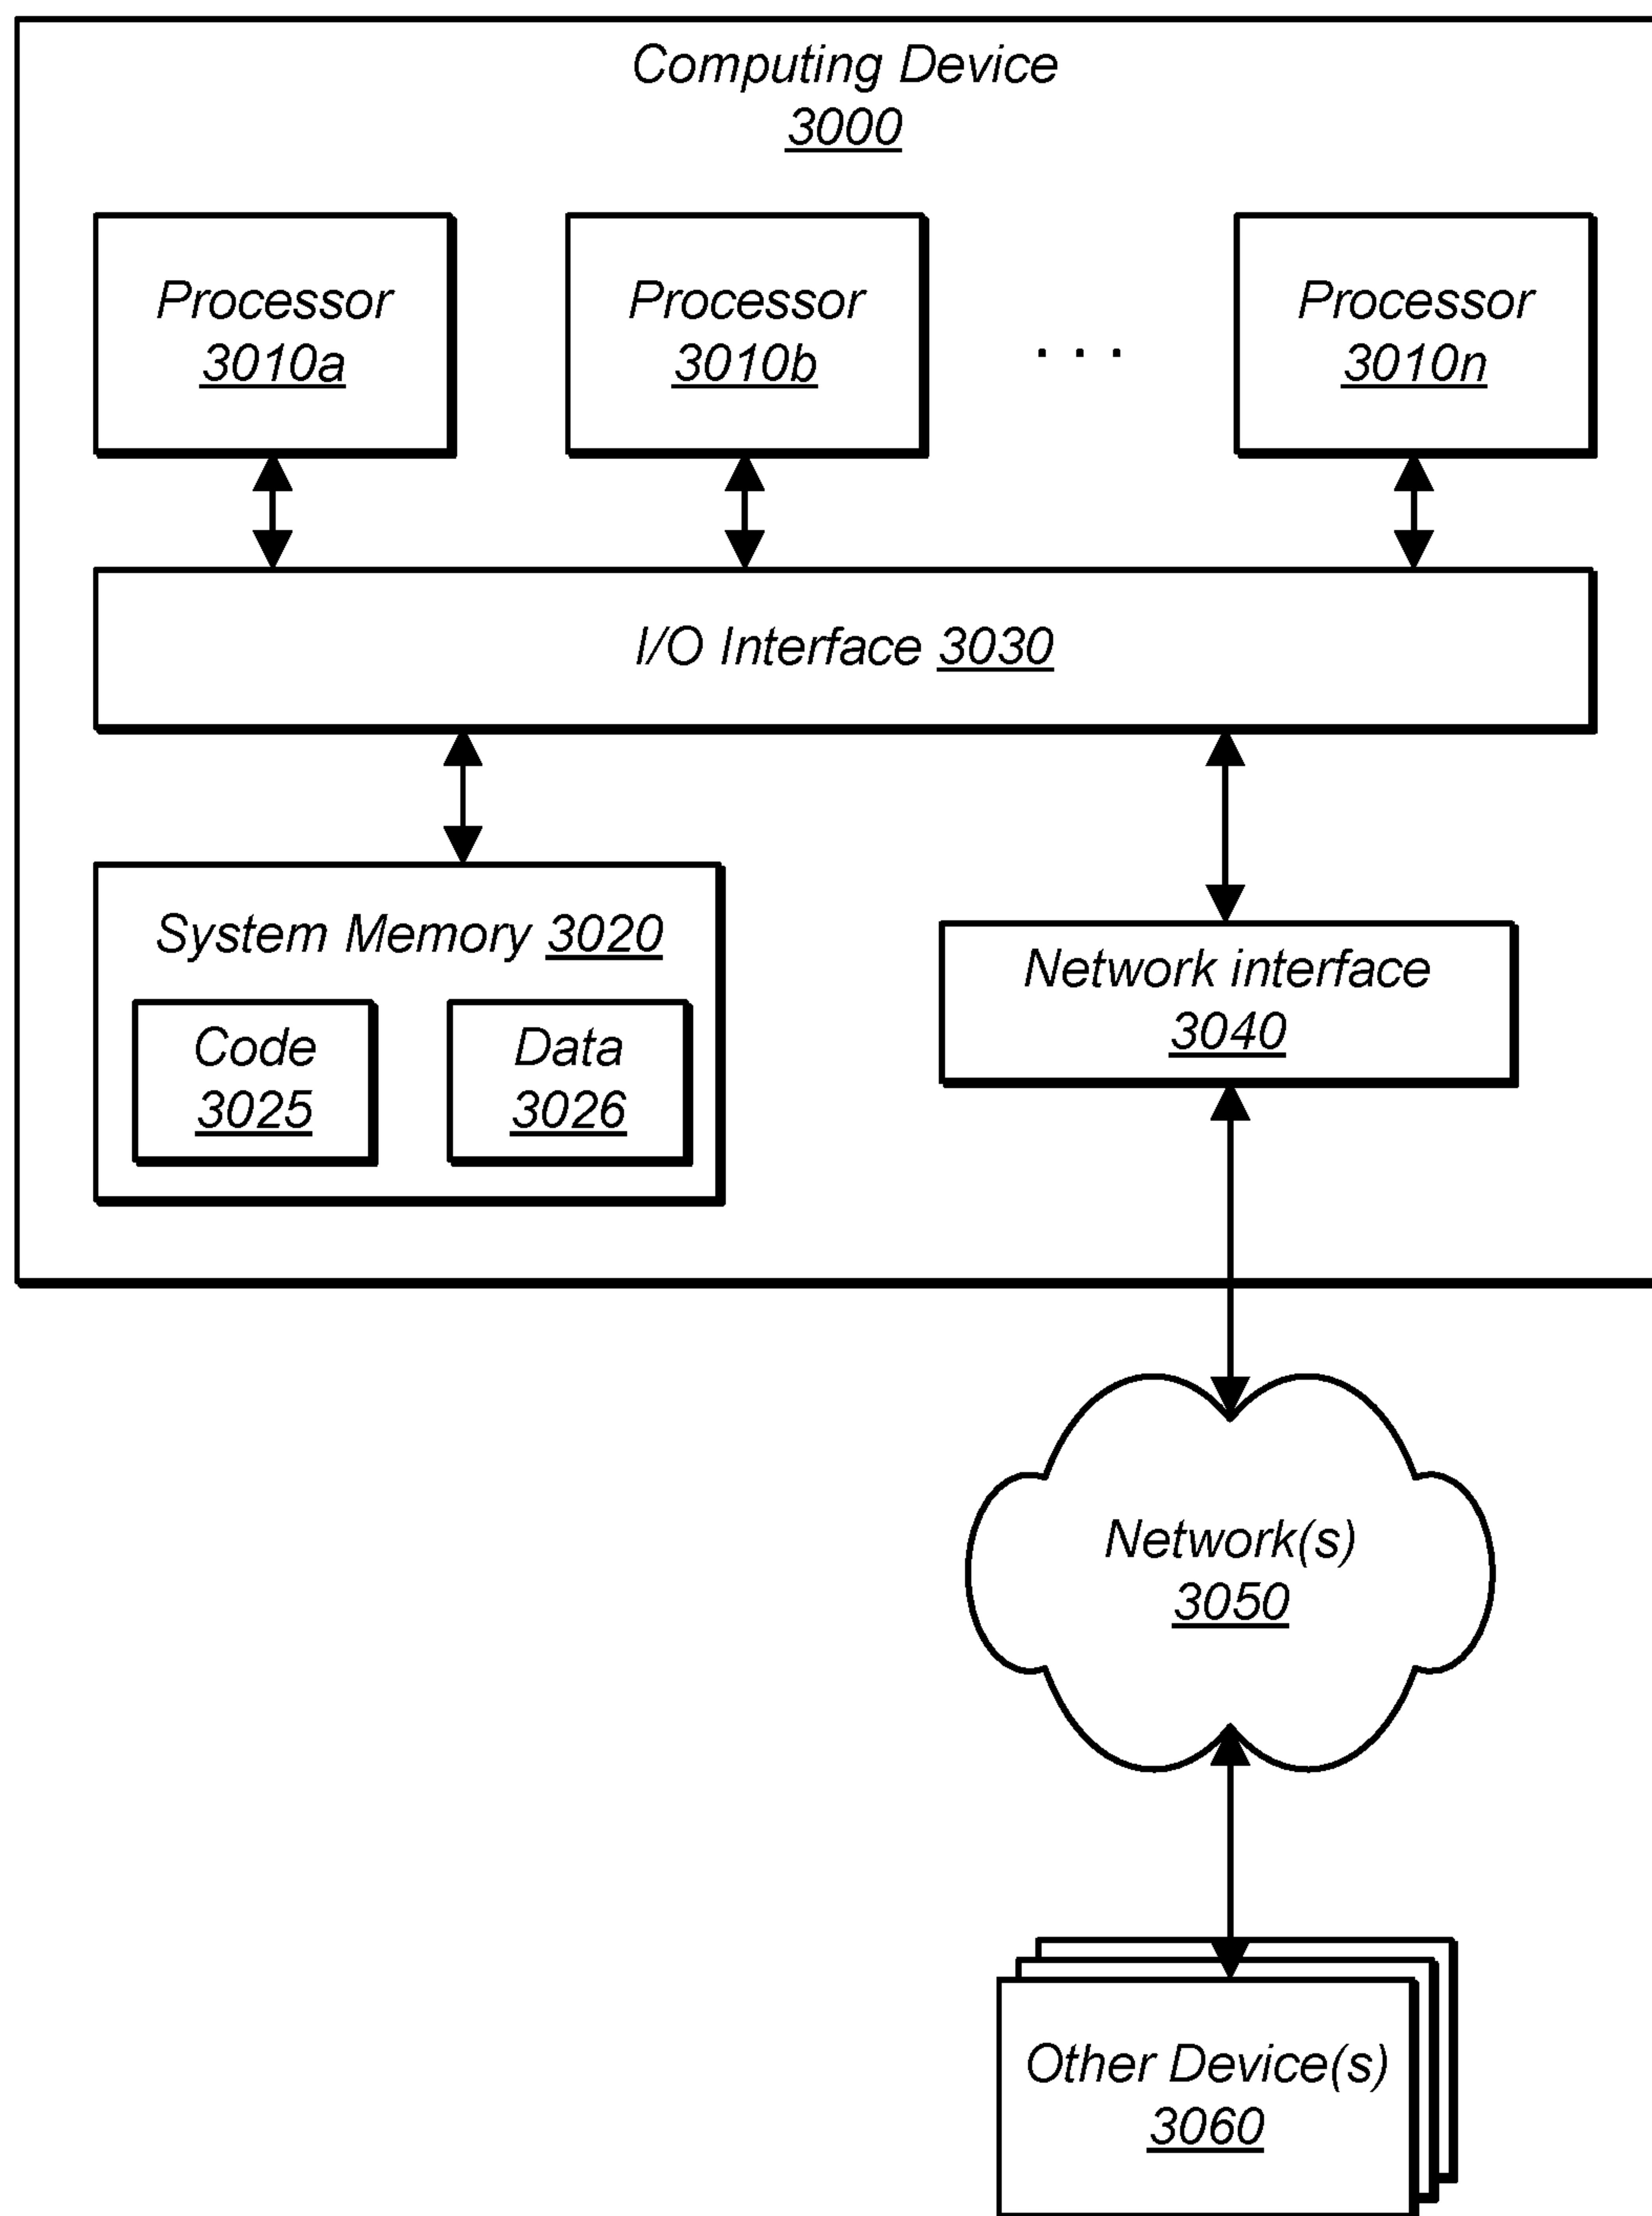 Computing Device
3000
Processor
3010a
Processor
3010b
. . .
Processor
3010n
I/O Interface 3030
System Memory 3020
Code
3025
Data
3026
Network interface
3040
Network(s)
3050
Other Device(s)
3060